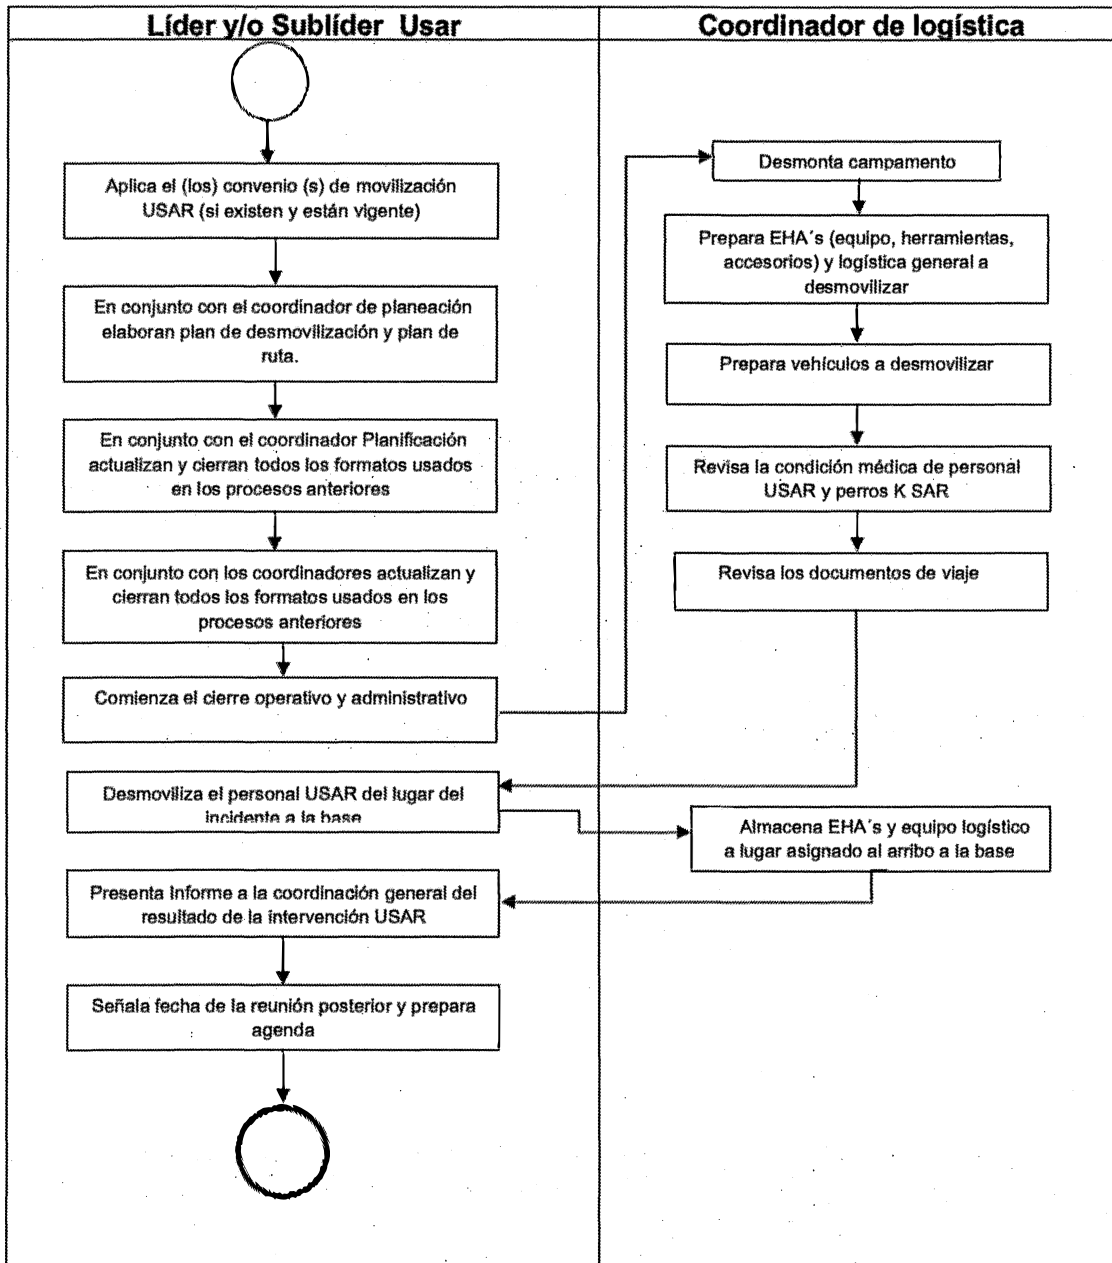 Líder y/o Sublíder Usar
Coordinador de logística
Aplica el (los) convenio (s) de movilización
USAR (si existen y están vigente)
En conjunto con el coordinador de planeación
elaboran plan de desmovilización y plan de
ruta.
En conjunto con el coordinador Planificación
actualizan y cierran todos los formatos usados
en los procesos anteriores
En conjunto con los coordinadores actualizan y
cierran todos los formatos usados en los
procesos anteriores
Comienza el cierre operativo y administrativo
Desmonta campamento
Prepara EHA´s (equipo, herramientas,
accesorios) y logística general a
desmovilizar
Prepara vehículos a desmovilizar
Revisa la condición médica de personal
USAR y perros K SAR
Revisa los documentos de viaje
Desmoviliza el personal USAR del lugar del
incidente a la base
Almacena EHA´s y equipo logístico
a lugar asignado al arribo a la base
Presenta Informe a la coordinación general del
resultado de la intervención USAR
Señala fecha de la reunión posterior y prepara
agenda